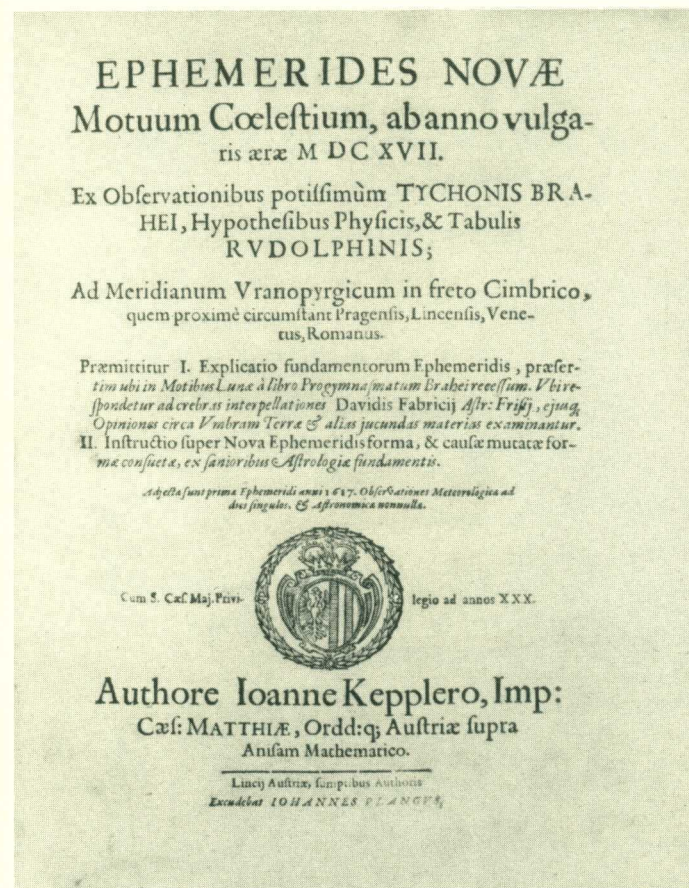 EPHEMERIDES NOVÆ
Motuum Cœleſtium, ab anno vulga-
ris æræ M DC XVII.
Ex Obſervationibus potiſſimùm TYCHONIS BRA-
HEI, Hypotheſibus Phyſicis, & Tabulis
RVDOLPHINIS;
Ad Meridianum Vranopyrgicum in freto Cimbrico,
quem proximè circumſtant Pragenſis, Lincenſis, Vene-
tus, Romanus.
Præmittitur I. Explicatio fundamentorum Ephemeridis, præſer-
tim ubi in Motibus Lunæ à libro Progymnaſmatum Brahei receſſum. Vbi re-
ſpondetur ad crebras interpellationes Davidis Fabricij Aſtr: Friſij, ejusq;
Opiniones circa Vmbram Terræ & alias jucundas materias examinantur.
II. Inſtructio ſuper Nova Ephemeridis forma, & cauſæ mutatæ for-
mæ conſuetæ, ex ſanioribus Aſtrologiæ fundamentis.
Adjecta ſunt primæ Ephemeridi anni 1617. Obſervationes Meteorologicæ ad
dies ſingulos, & Aſtronomicæ nonnullæ.
Cum S. Cæſ. Maj. Privi-
legio ad annos XXX.
Authore Ioanne Kepplero, Imp:
Cæſ: MATTHIÆ, Ordd:q; Auſtriæ ſupra
Aniſum Mathematico.
Lincij Auſtriæ, ſumptibus Authoris
Excudebat IOHANNES PLANCVS;